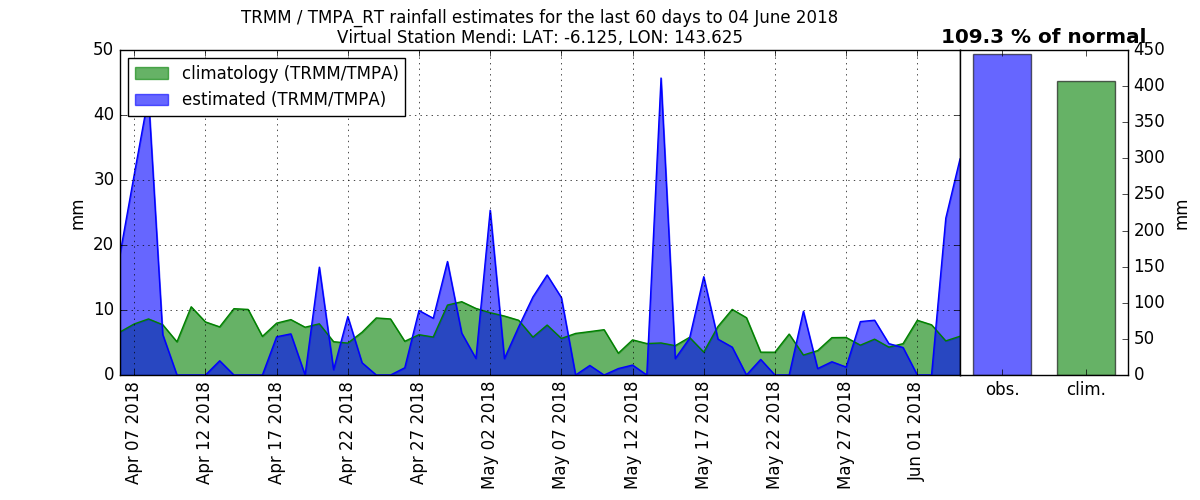 TRMM / TMPA_RT rainfall estimates for the last 60 days to 04 June 2018
Virtual Station Mendi: LAT: -6.125, LON: 143.625
109.3 % of normal
climatology (TRMM/TMPA)
estimated (TRMM/TMPA)
50
40
30
20
10
0
mm
Apr 07 2018
Apr 12 2018
Apr 17 2018
Apr 22 2018
Apr 27 2018
May 02 2018
May 07 2018
May 12 2018
May 17 2018
May 22 2018
May 27 2018
Jun 01 2018
obs.
clim.
450
400
350
300
250
200
150
100
50
0
mm